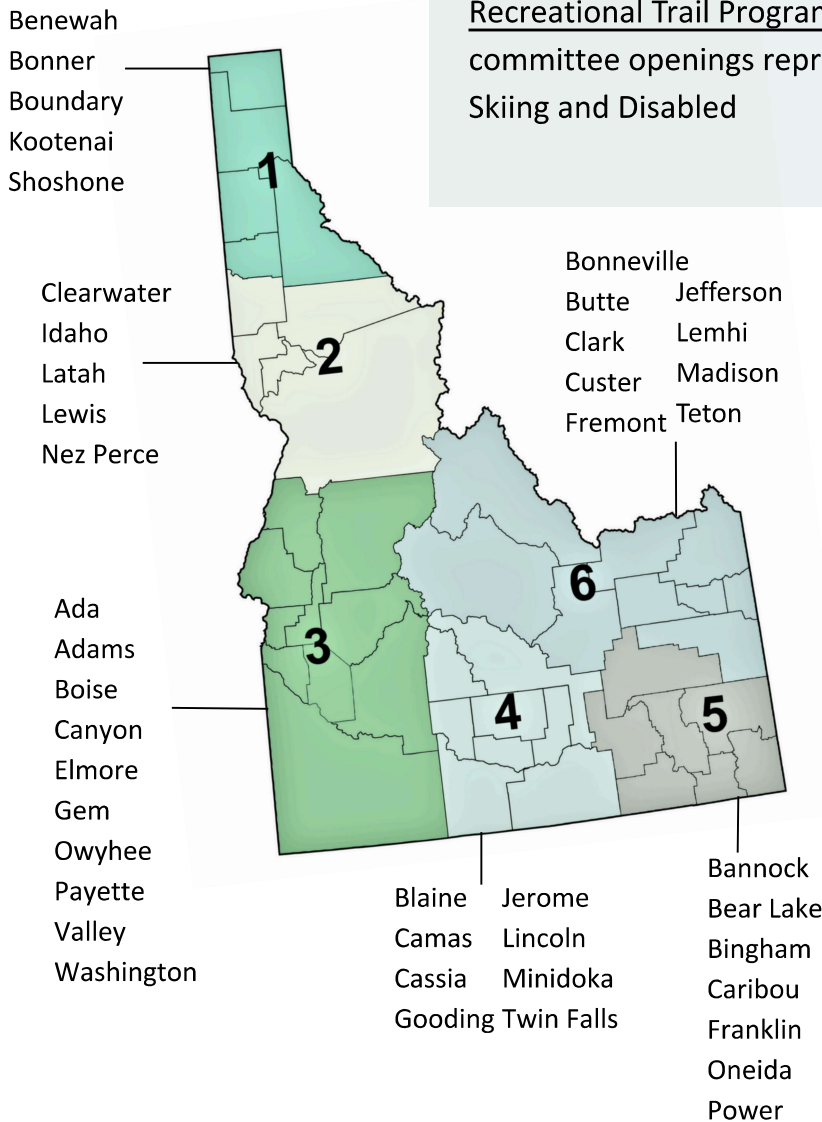 Benewah
Bonner
Boundary
Kootenai
Shoshone
Recreational Trail Program
committee openings repr
Skiing and Disabled
1
Clearwater
Idaho
Latah
Lewis
Nez Perce
2
Bonneville
Butte
Clark
Custer
Fremont
Jefferson
Lemhi
Madison
Teton
6
Ada
Adams
Boise
Canyon
Elmore
Gem
Owyhee
Payette
Valley
Washington
3
4
5
Blaine
Camas
Cassia
Gooding
Jerome
Lincoln
Minidoka
Twin Falls
Bannock
Bear Lake
Bingham
Caribou
Franklin
Oneida
Power